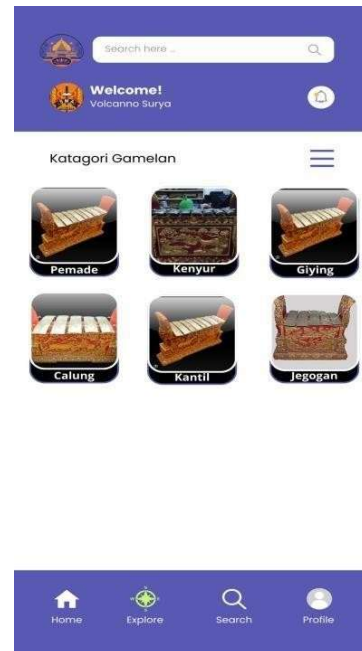 Search here ..
Welcome!
Volcanno Surya
Katagori Gamelan
Pemade
Kenyur
Giying
Calung
Kantil
Jegogan
Home
Explore
Search
Profile